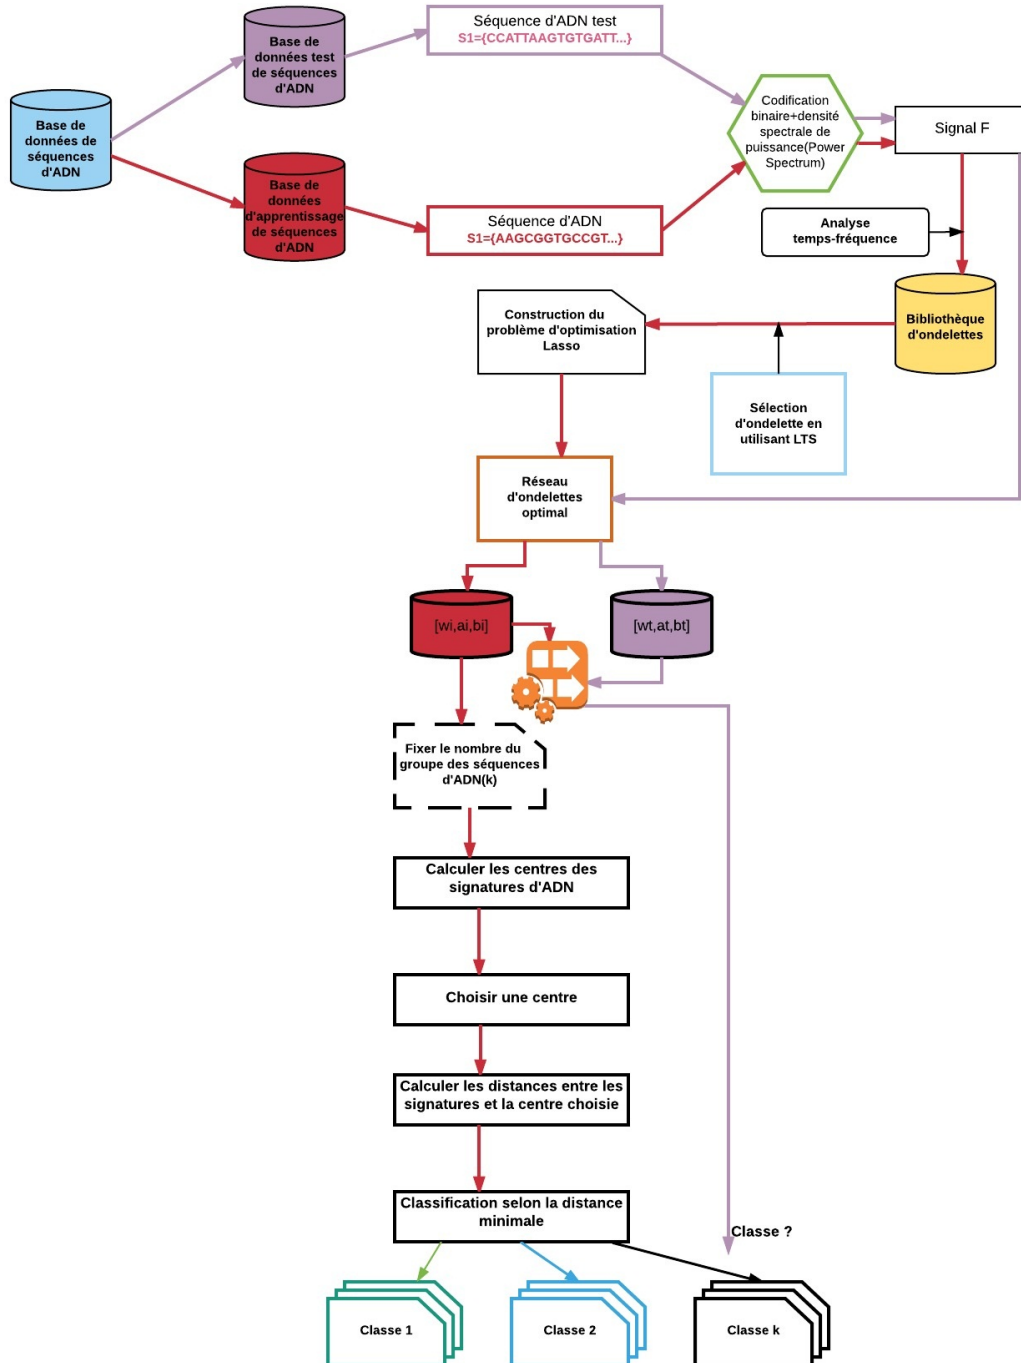 Base de
données de
séquences
d'ADN
Base de
données test
de séquences
d'ADN
Séquence d'ADN test
S1={CCATTAAGTGTGATT...}
Base de
données
d'apprentissage
de séquences
d'ADN
Séquence d'ADN
S1={AAGCGGTGCCGT...}
Codification
binaire+densité
spectrale de
puissance(Power
Spectrum)
Signal F
Analyse
temps-fréquence
Bibliothèque
d'ondelettes
Construction du
problème d'optimisation
Lasso
Sélection
d'ondelette en
utilisant LTS
Réseau
d'ondelettes
optimal
[wi,ai,bi]
[wt,at,bt]
Fixer le nombre du
groupe des séquences
d'ADN(k)
Calculer les centres des
signatures d'ADN
Choisir une centre
Calculer les distances entre les
signatures et la centre choisie
Classification selon la distance
minimale
Classe ?
Classe 1
Classe 2
Classe k